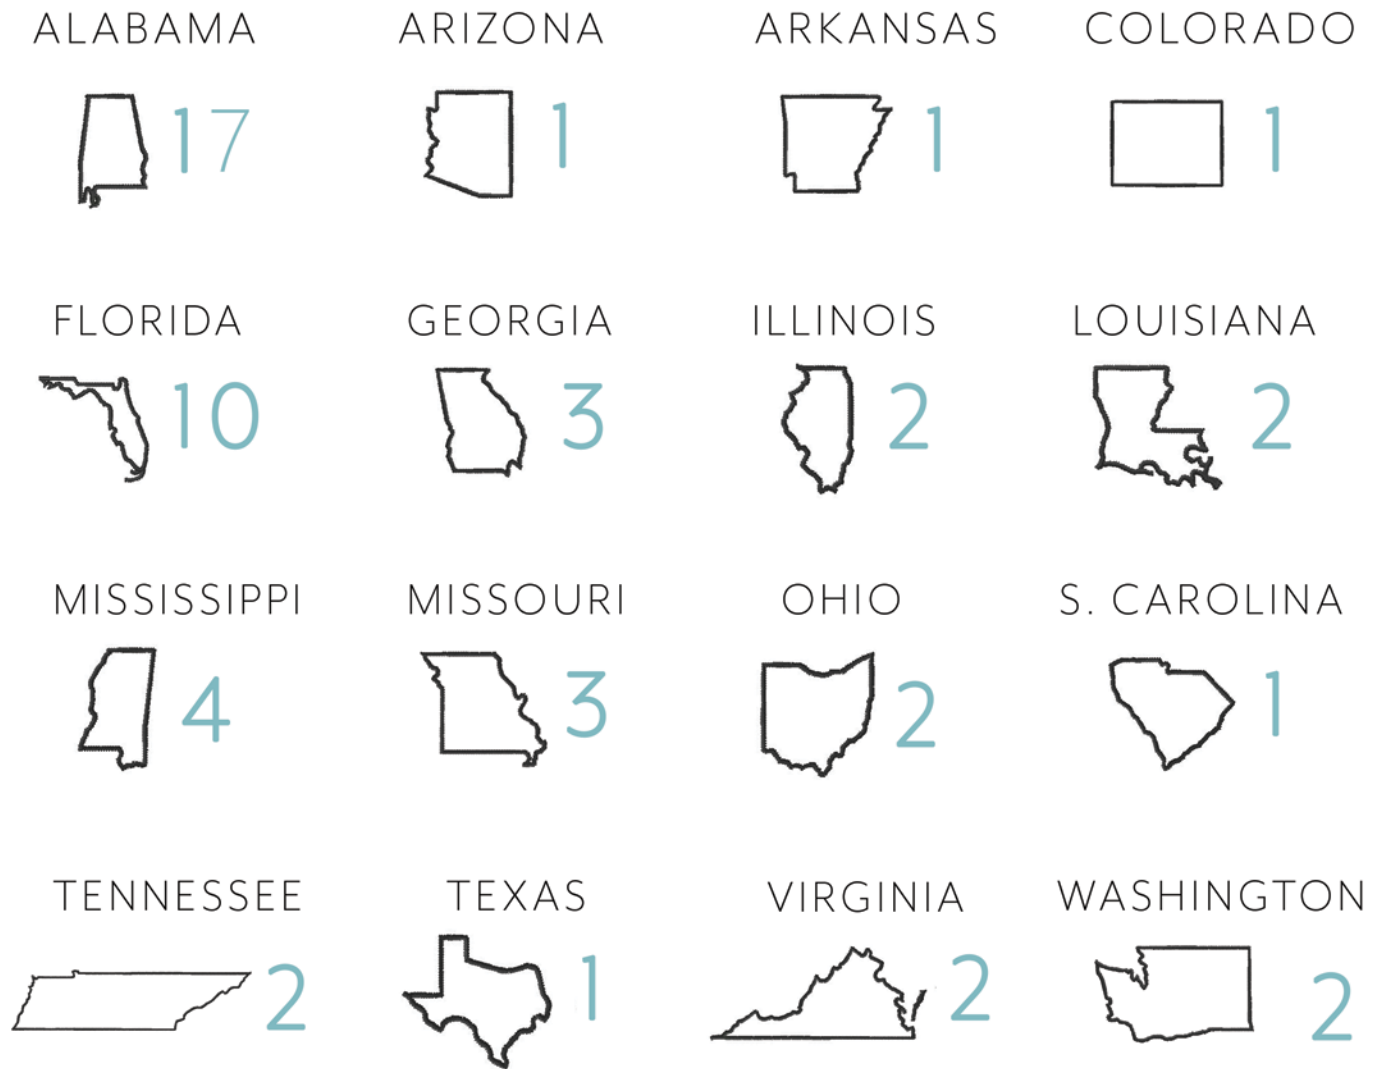 ALABAMA ARIZONA ARKANSAS COLORADO
17 1 1 1
FLORIDA GEORGIA ILLINOIS LOUISIANA
10 3 2 2
MISSISSIPPI MISSOURI OHIO S. CAROLINA
4 3 2 1
TENNESSEE TEXAS VIRGINIA WASHINGTON
2 1 2 2